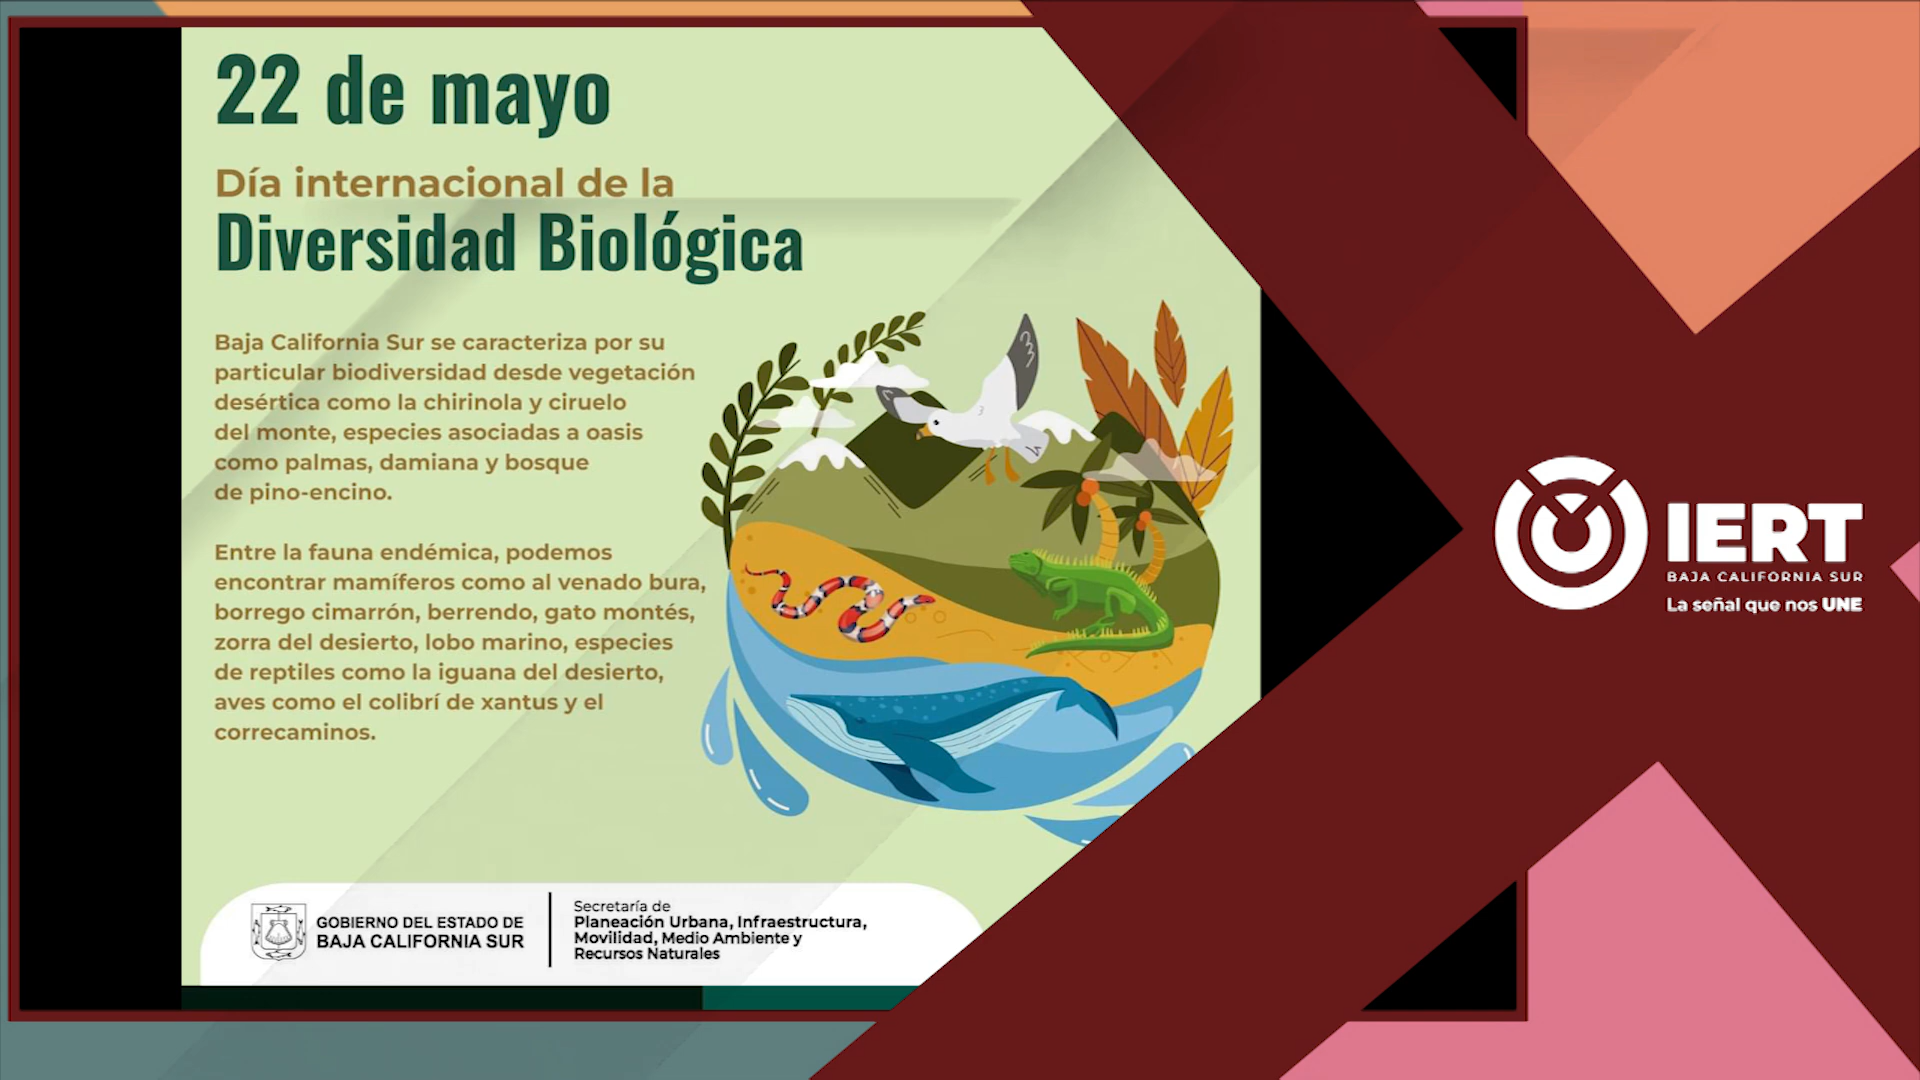 22 de mayo
Día internacional de la
Diversidad Biológica
Baja California Sur se caracteriza por su
particular biodiversidad desde vegetación
desértica como la chirinola y ciruelo
del monte, especies asociadas a oasis
como palmas, damiana y bosque
de pino-encino.
Entre la fauna endémica, podemos
encontrar mamíferos como al venado bura,
borrego cimarrón, berrendo, gato montés,
zorra del desierto, lobo marino, especies
de reptiles como la iguana del desierto,
aves como el colibrí de xantus y el
correcaminos.
GOBIERNO DEL ESTADO DE
BAJA CALIFORNIA SUR
Secretaría de
Planeación Urbana, Infraestructura,
Movilidad, Medio Ambiente y
Recursos Naturales
IERT
BAJA CALIFORNIA SUR
La señal que nos UNE